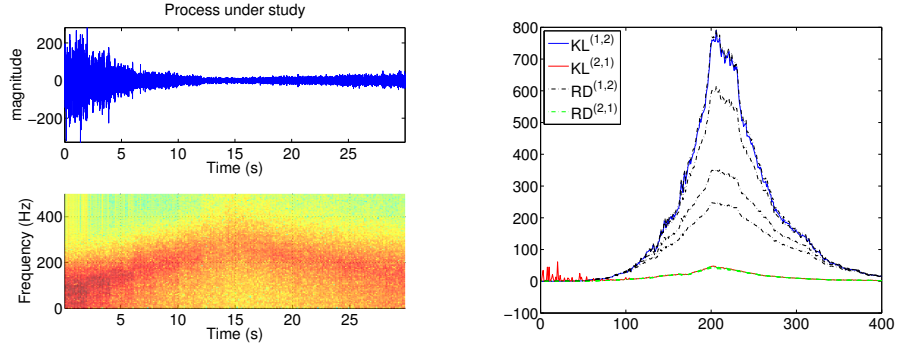 Process under study
magnitude
200
0
−200
0 5 10 15 20 25
Time (s)
Frequency (Hz)
400
200
0
5 10 15 20 25
Time (s)
800
700
600
500
400
300
200
100
0
−100
0 100 200 300 400
KL(1,2)
KL(2,1)
RD(1,2)
RD(2,1)